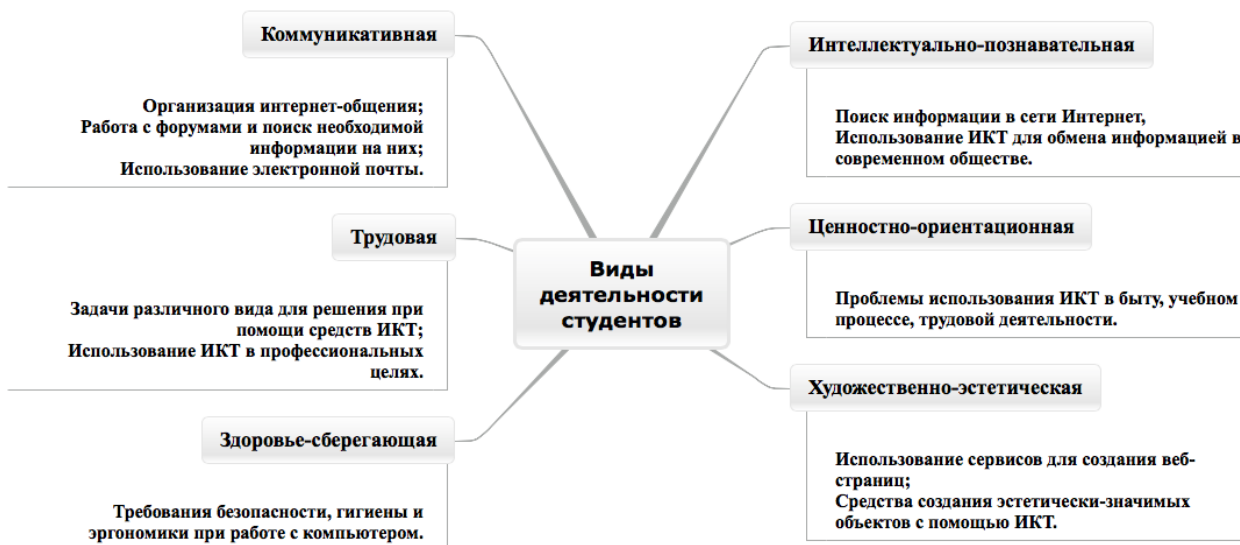 Коммуникативная
Организация интернет-общения;
Работа с форумами и поиск необходимой
информации на них;
Использование электронной почты.
Трудовая
Задачи различного вида для решения при
помощи средств ИКТ;
Использование ИКТ в профессиональных
целях.
Здоровье-сберегающая
Требования безопасности, гигиены и
эргономики при работе с компьютером.
Виды
деятельности
студентов
Интеллектуально-познавательная
Поиск информации в сети Интернет,
Использование ИКТ для обмена информацией в
современном обществе.
Ценностно-ориентационная
Проблемы использования ИКТ в быту, учебном
процессе, трудовой деятельности.
Художественно-эстетическая
Использование сервисов для создания веб-
страниц;
Средства создания эстетически-значимых
объектов с помощью ИКТ.